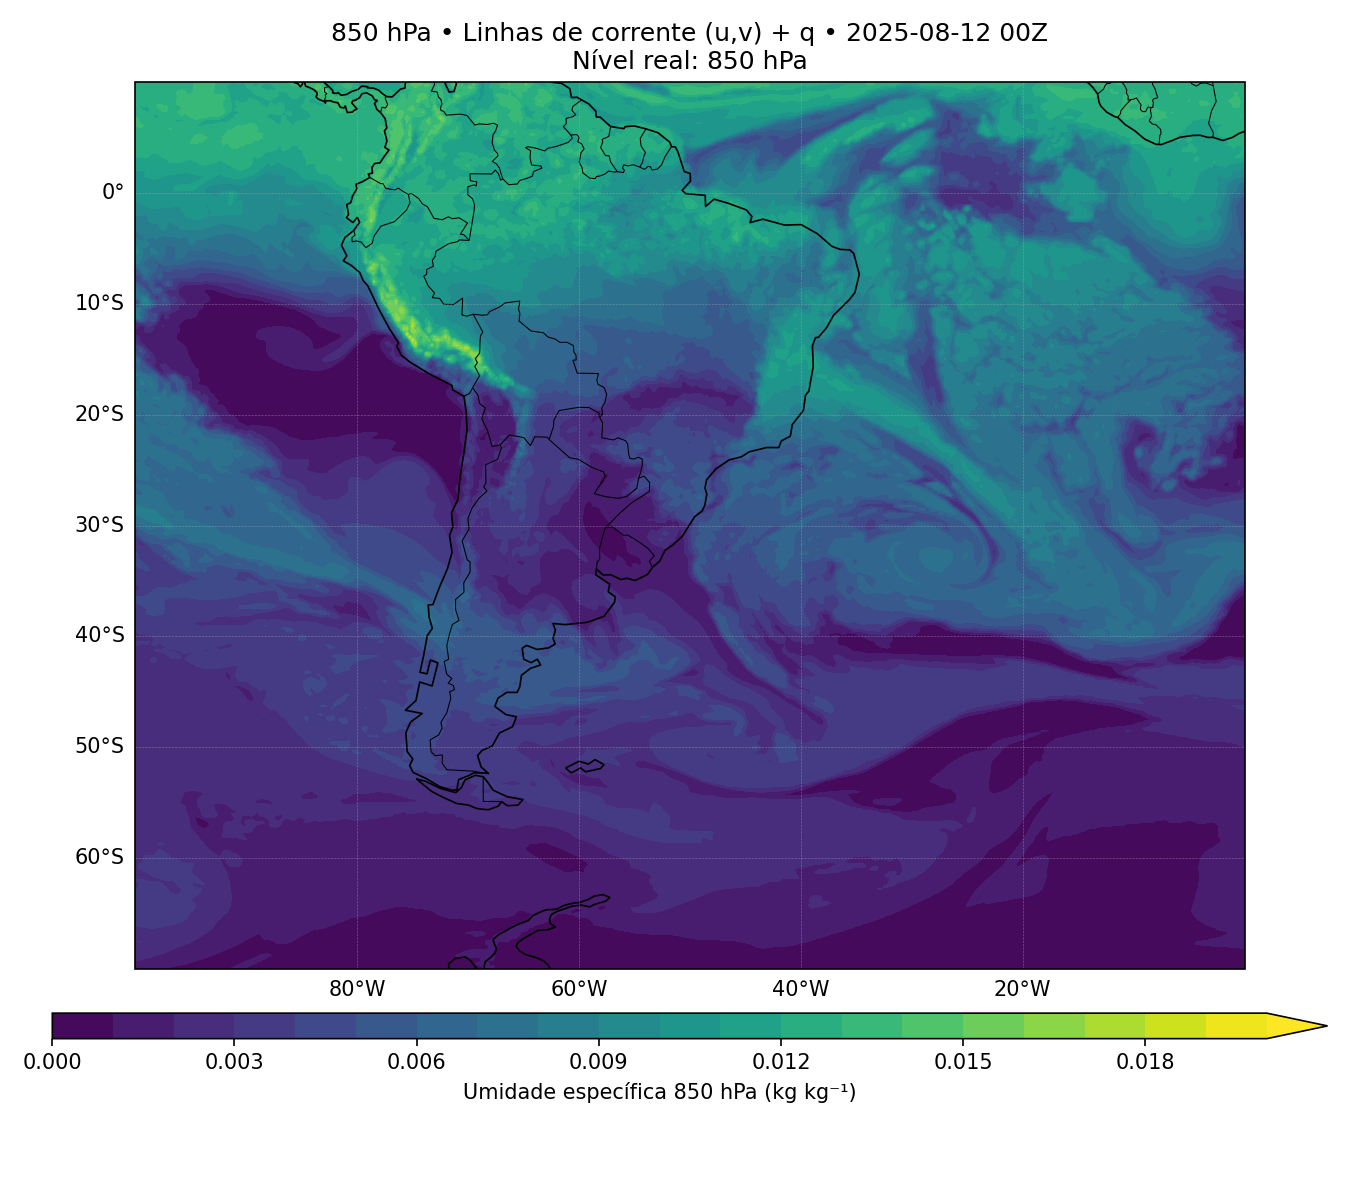 850 hPa • Linhas de corrente (u,v) + q • 2025-08-12 00Z
Nível real: 850 hPa
0°
10°S
20°S
30°S
40°S
50°S
60°S
80°W 60°W 40°W 20°W
0.000 0.003 0.006 0.009 0.012 0.015 0.018
Umidade específica 850 hPa (kg kg⁻¹)